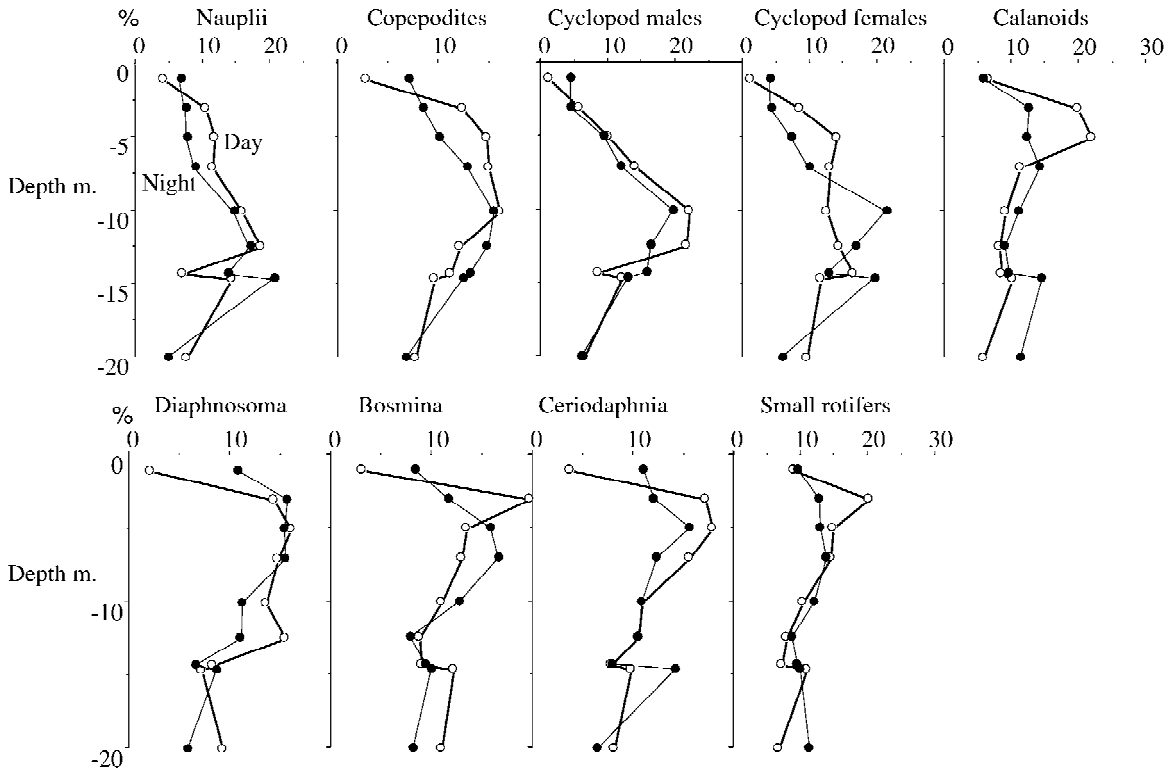 % Nauplii Copepodites Cyclopod males Cyclopod females Calanoids
0 10 20 0 10 0 10 20 0 10 20 0 10 20 30
0
-5
Day
Night
Depth m.
-10
-15
-20
% Diaphnosoma Bosmina Ceriodaphnia Small rotifers
0 10 0 10 0 10 0 10 20 30
0
Depth m.
-10
-20